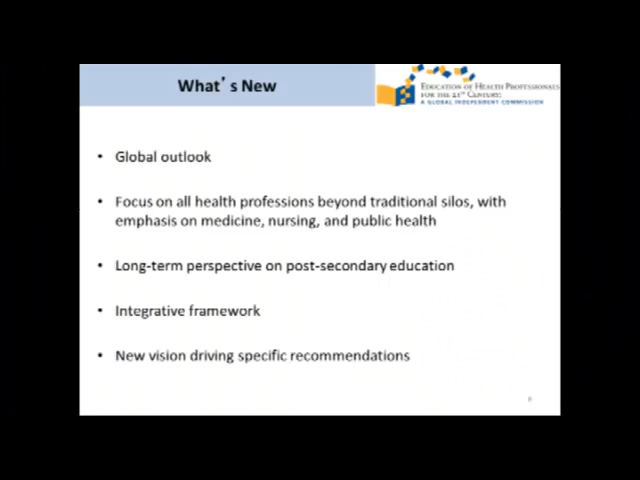 What's New
EDUCATION OF HEALTH PROFESSIONALS
FOR THE 21ST CENTURY:
A GLOBAL INDEPENDENT COMMISSION
• Global outlook
• Focus on all health professions beyond traditional silos, with
emphasis on medicine, nursing, and public health
• Long-term perspective on post-secondary education
• Integrative framework
• New vision driving specific recommendations